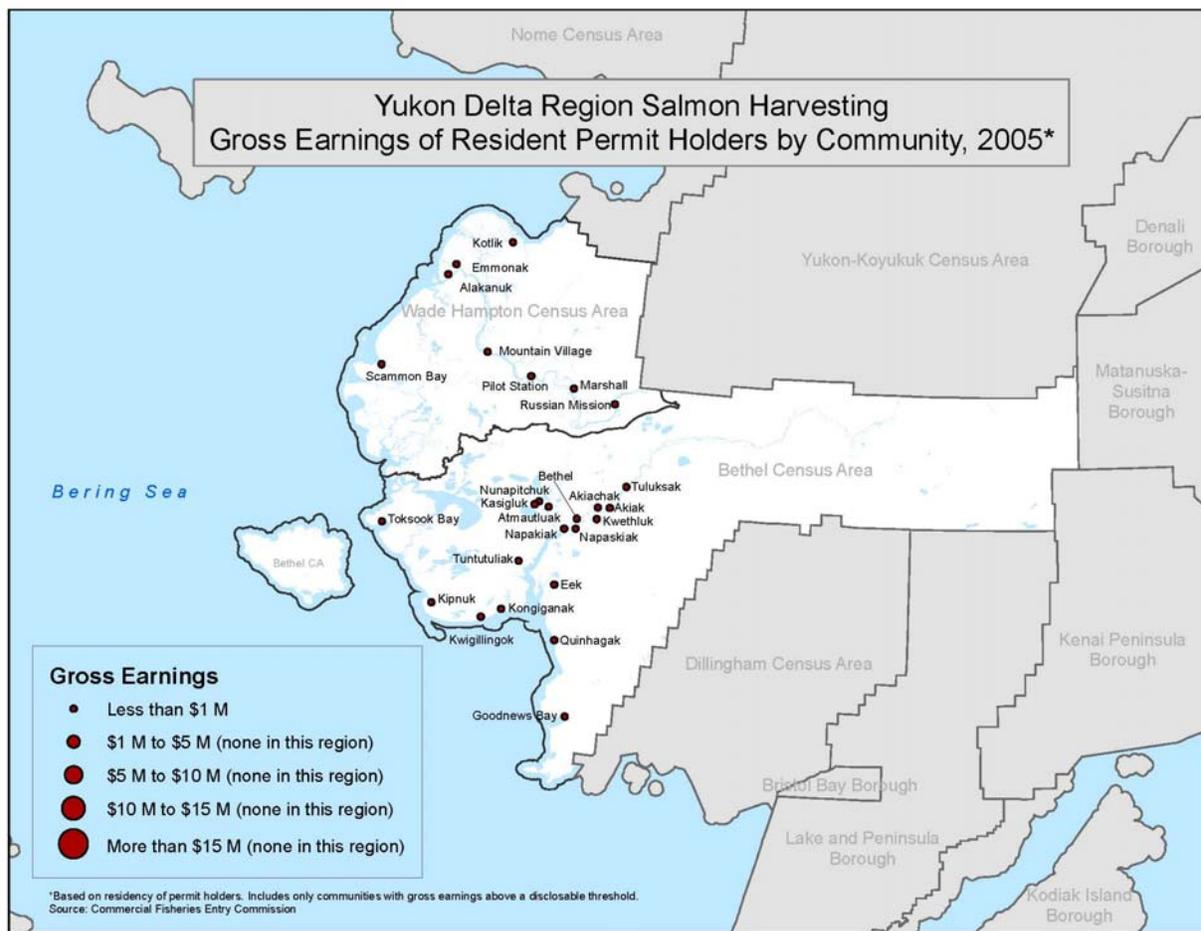 Nome Census Area
Yukon Delta Region Salmon Harvesting
Gross Earnings of Resident Permit Holders by Community, 2005*
Denali
Borough
Kotlik
Yukon-Koyukuk Census Area
Emmonak
Alakanuk
Wade Hampton Census Area
Mountain Village
Scammon Bay
Pilot Station
Marshall
Russian Mission
Matanuska-
Susitna
Borough
Bering Sea
Bethel Census Area
Bethel
Tuluksak
Nunapitchuk
Akiachak
Kasigluk
Akiak
Toksook Bay
Atmautluak
Kwethluk
Napakiak
Napaskiak
Bethel CA
Tuntutuliak
Eek
Kipnuk
Kongiganak
Kwigillingok
Quinhagak
Dillingham Census Area
Kenai Peninsula
Borough
Goodnews Bay
Bristol Bay Borough
Lake and Peninsula
Borough
Kodiak Island
Borough
Gross Earnings
Less than $1 M
$1 M to $5 M (none in this region)
$5 M to $10 M (none in this region)
$10 M to $15 M (none in this region)
More than $15 M (none in this region)
*Based on residency of permit holders. Includes only communities with gross earnings above a disclosable threshold.
Source: Commercial Fisheries Entry Commission